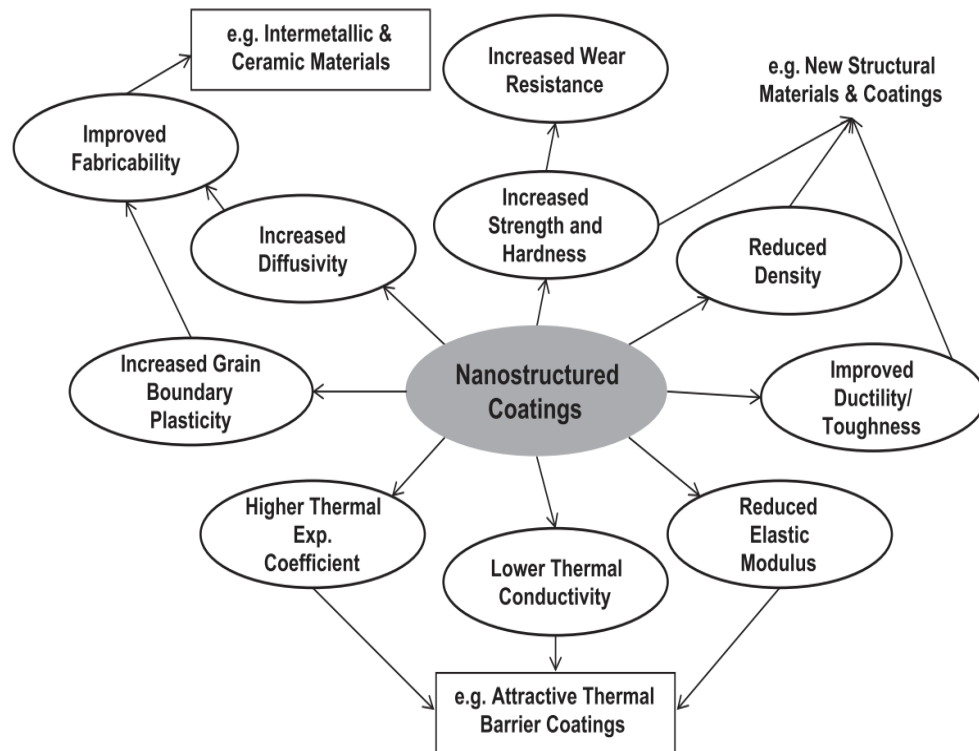 e.g. Intermetallic &
Ceramic Materials
Increased Wear
Resistance
e.g. New Structural
Materials & Coatings
Improved
Fabricability
Increased
Strength and
Hardness
Increased
Diffusivity
Reduced
Density
Increased Grain
Boundary
Plasticity
Nanostructured
Coatings
Improved
Ductility/
Toughness
Higher Thermal
Exp.
Coefficient
Lower Thermal
Conductivity
Reduced
Elastic
Modulus
e.g. Attractive Thermal
Barrier Coatings